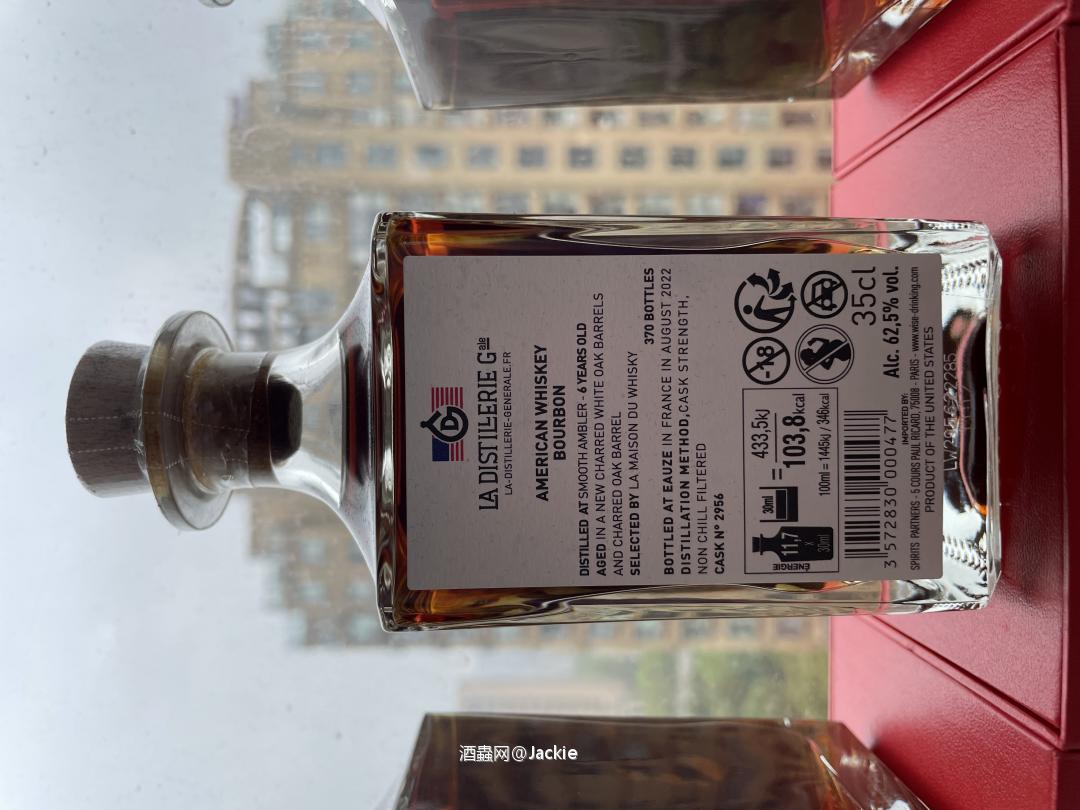 LA DISTILLERIE Gale
LA-DISTILLERIE-GENERALE.FR
AMERICAN WHISKEY
BOURBON
DISTILLED AT SMOOTH AMBLER - 6 YEARS OLD
AGED IN A NEW CHARRED WHITE OAK BARRELS
AND CHARRED OAK BARREL
SELECTED BY LA MAISON DU WHISKY
370 BOTTLES
BOTTLED AT EAUZE IN FRANCE IN AUGUST 2022
DISTILLATION METHOD,CASK STRENGTH,
NON CHILL FILTERED
CASK N° 2956
ÉNERGIE
11,7 x 30ml
30ml = 433,5kj
103,8kcal
100ml = 1445kj / 346kcal
-18
35cl
Alc. 62,5% vol.
3 572830 000477
IMPORTED BY:
SPIRITS PARTNERS - 5 COURS PAUL RICARD, 75008 - PARIS - www.wise-drinking.com
PRODUCT OF THE UNITED STATES
酒蟲网@Jackie